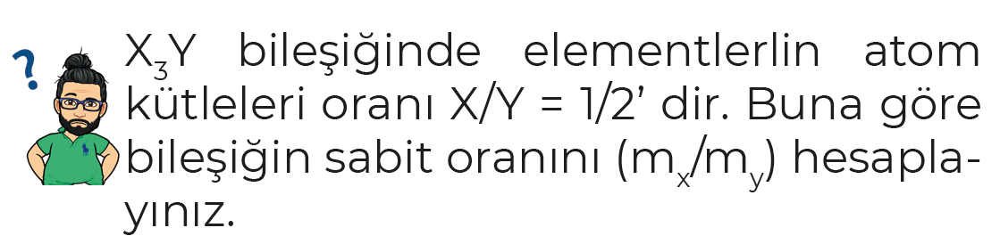 ?
X₃Y bileşiğinde elementlerlin atom
kütleleri oranı X/Y = 1/2’ dir. Buna göre
bileşiğin sabit oranını (mₓ/mᵧ) hesapla-
yınız.